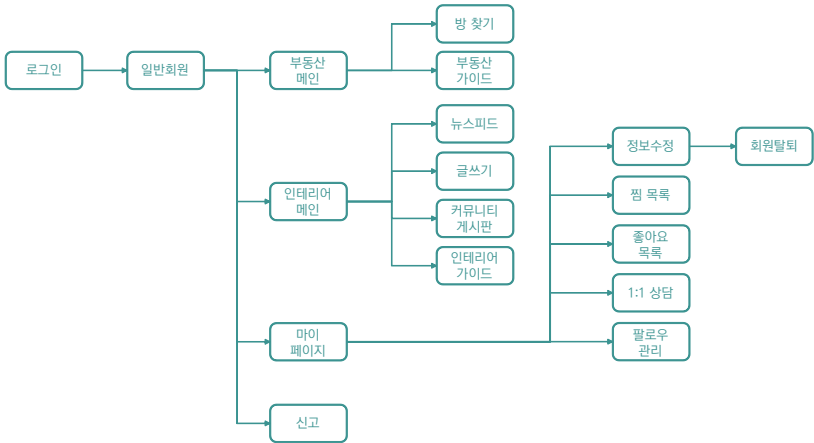 로그인
일반회원
부동산
메인
방 찾기
부동산
가이드
인테리어
메인
뉴스피드
글쓰기
커뮤니티
게시판
인테리어
가이드
마이
페이지
정보수정
회원탈퇴
찜 목록
좋아요
목록
1:1 상담
팔로우
관리
신고